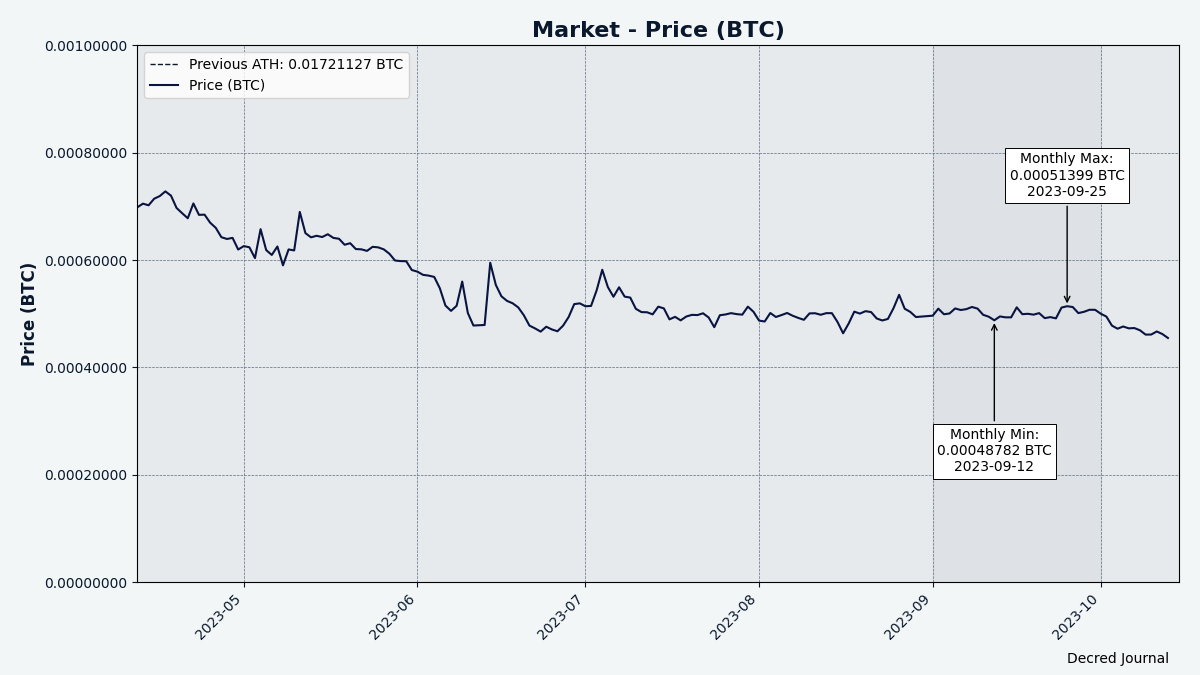 Market - Price (BTC)
Previous ATH: 0.01721127 BTC
Price (BTC)
0.00100000
0.00080000
0.00060000
0.00040000
0.00020000
0.00000000
Price (BTC)
Monthly Max:
0.00051399 BTC
2023-09-25
Monthly Min:
0.00048782 BTC
2023-09-12
2023-05
2023-06
2023-07
2023-08
2023-09
2023-10
Decred Journal